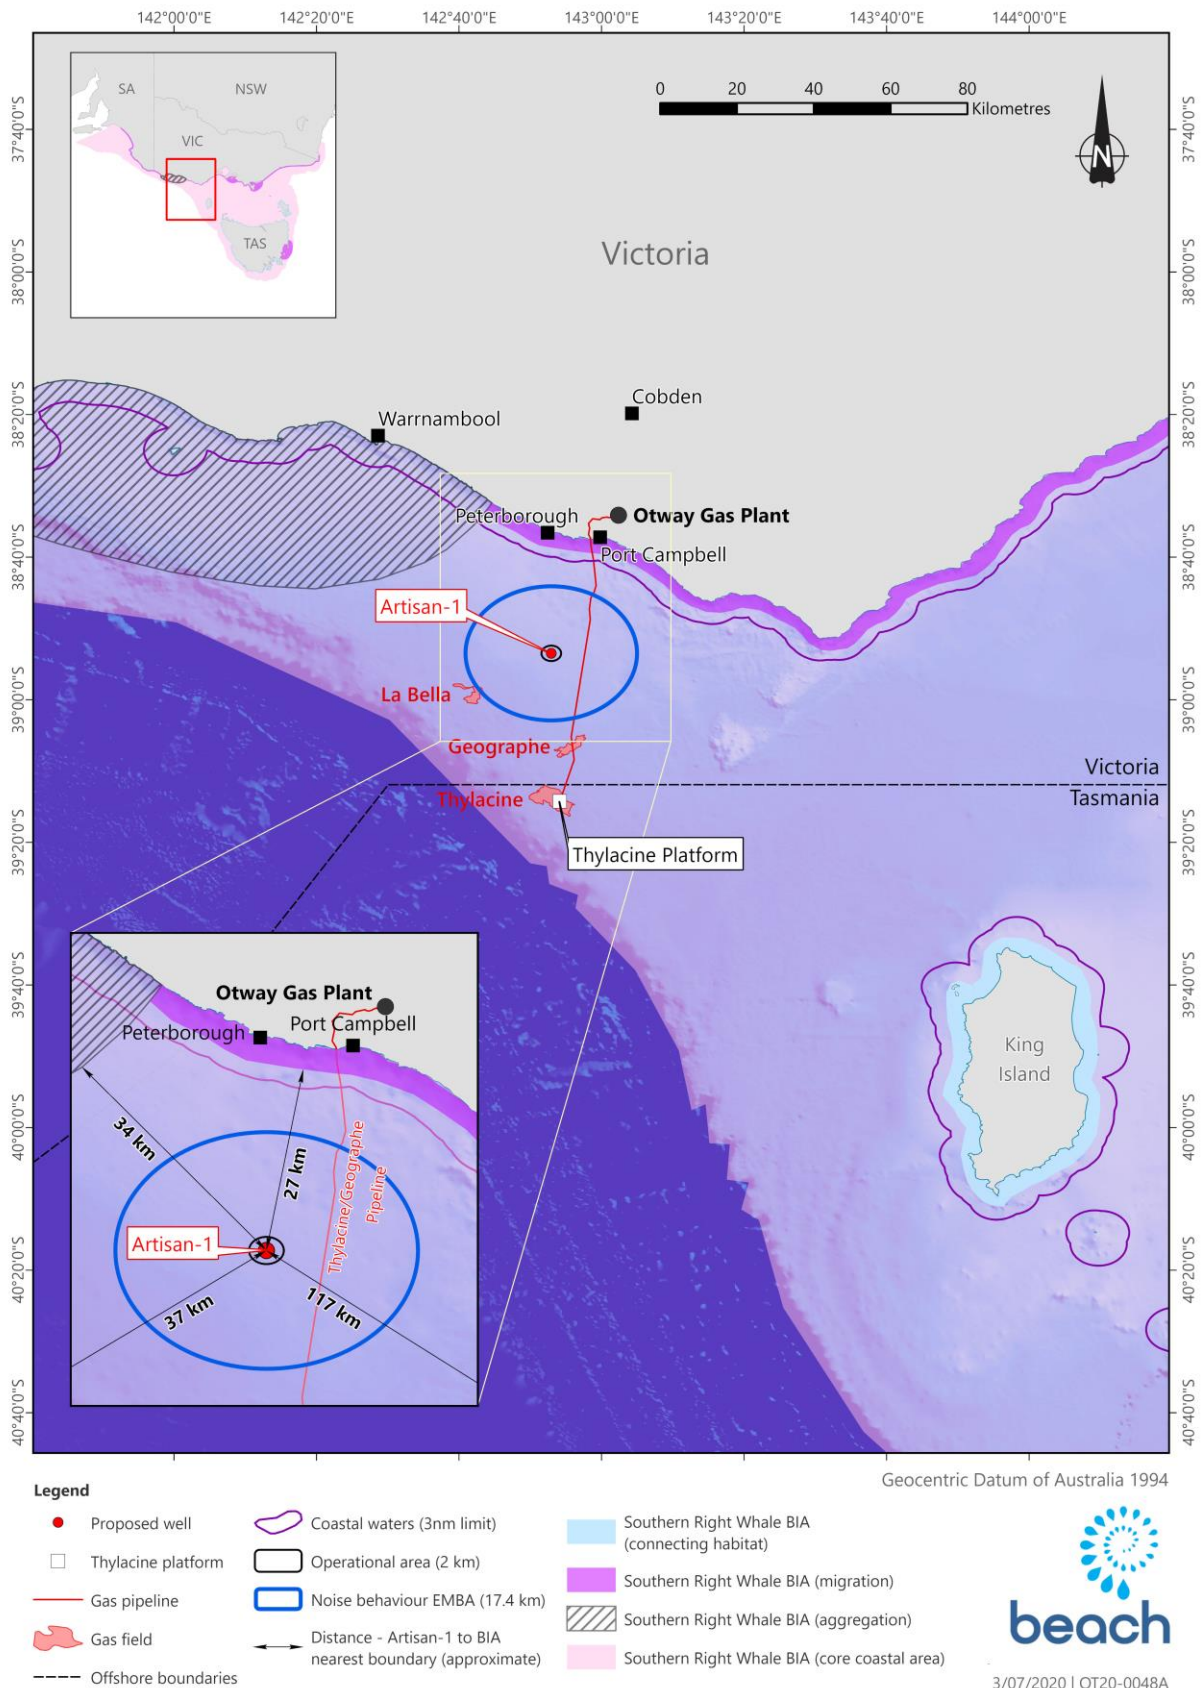 142°00'0"E
142°20'0"E
142°40'0"E
143°00'0"E
143°20'0"E
143°40'0"E
144°00'0"E
37°40'0"S
38°00'0"S
38°20'0"S
38°40'0"S
39°00'0"S
39°20'0"S
39°40'0"S
40°00'0"S
40°20'0"S
40°40'0"S
37°40'0"S
38°00'0"S
38°20'0"S
38°40'0"S
39°00'0"S
39°20'0"S
39°40'0"S
40°00'0"S
40°20'0"S
40°40'0"S
SA
NSW
VIC
TAS
0 20 40 60 80
Kilometres
N
Victoria
Cobden
Warrnambool
Peterborough
Otway Gas Plant
Port Campbell
Artisan-1
La Bella
Geographe
Victoria
Tasmania
Thylacine
Thylacine Platform
King
Island
Otway Gas Plant
Peterborough
Port Campbell
34 km
27 km
Thylacine/Geographe
Pipeline
Artisan-1
37 km
117 km
Geocentric Datum of Australia 1994
Legend
Proposed well
Thylacine platform
Gas pipeline
Gas field
Offshore boundaries
Coastal waters (3nm limit)
Operational area (2 km)
Noise behaviour EMBA (17.4 km)
Distance - Artisan-1 to BIA
nearest boundary (approximate)
Southern Right Whale BIA
(connecting habitat)
Southern Right Whale BIA (migration)
Southern Right Whale BIA (aggregation)
Southern Right Whale BIA (core coastal area)
beach
3/07/2020 | OT20-0048A